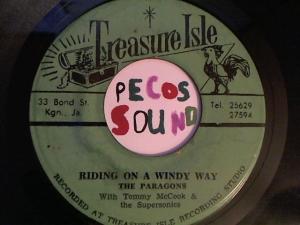 Treasure Isle
33 Bond St.
Kgn., Ja.
Tel. 25629
27594
PECOS
SOUND
RIDING ON A WINDY WAY
THE PARAGONS
With Tommy McCook &
the Supersonics
RECORDED AT TREASURE ISLE RECORDING STUDIO